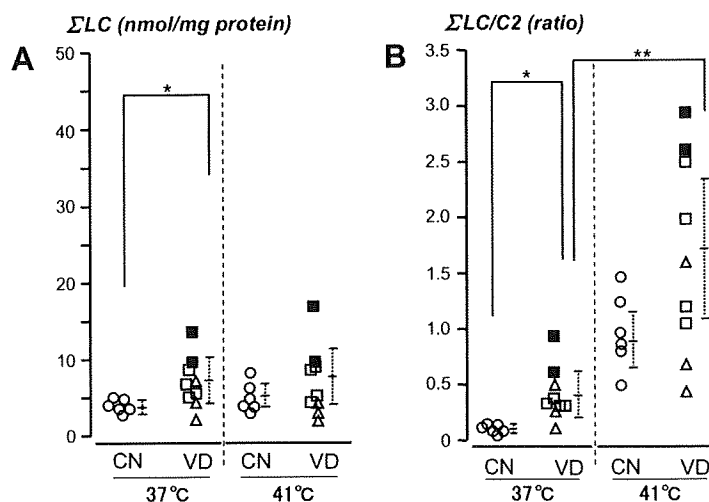 ΣLC (nmol/mg protein)
A
50
40
30
20
10
0
*
CN VD CN VD
37°C 41°C
ΣLC/C2 (ratio)
B
3.5
3.0
2.5
2.0
1.5
1.0
0.5
0
*
**
CN VD CN VD
37°C 41°C